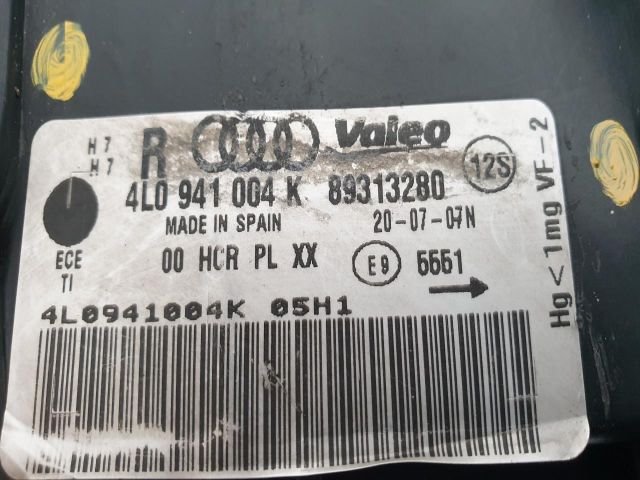 H7
H7
R Valeo
4L0 941 004 K 89313280 12S
MADE IN SPAIN 20-07-07N
ECE
TI
00 HCR PL XX E9 5551
4L0941004K 05H1
Hg < 1mg VF-2